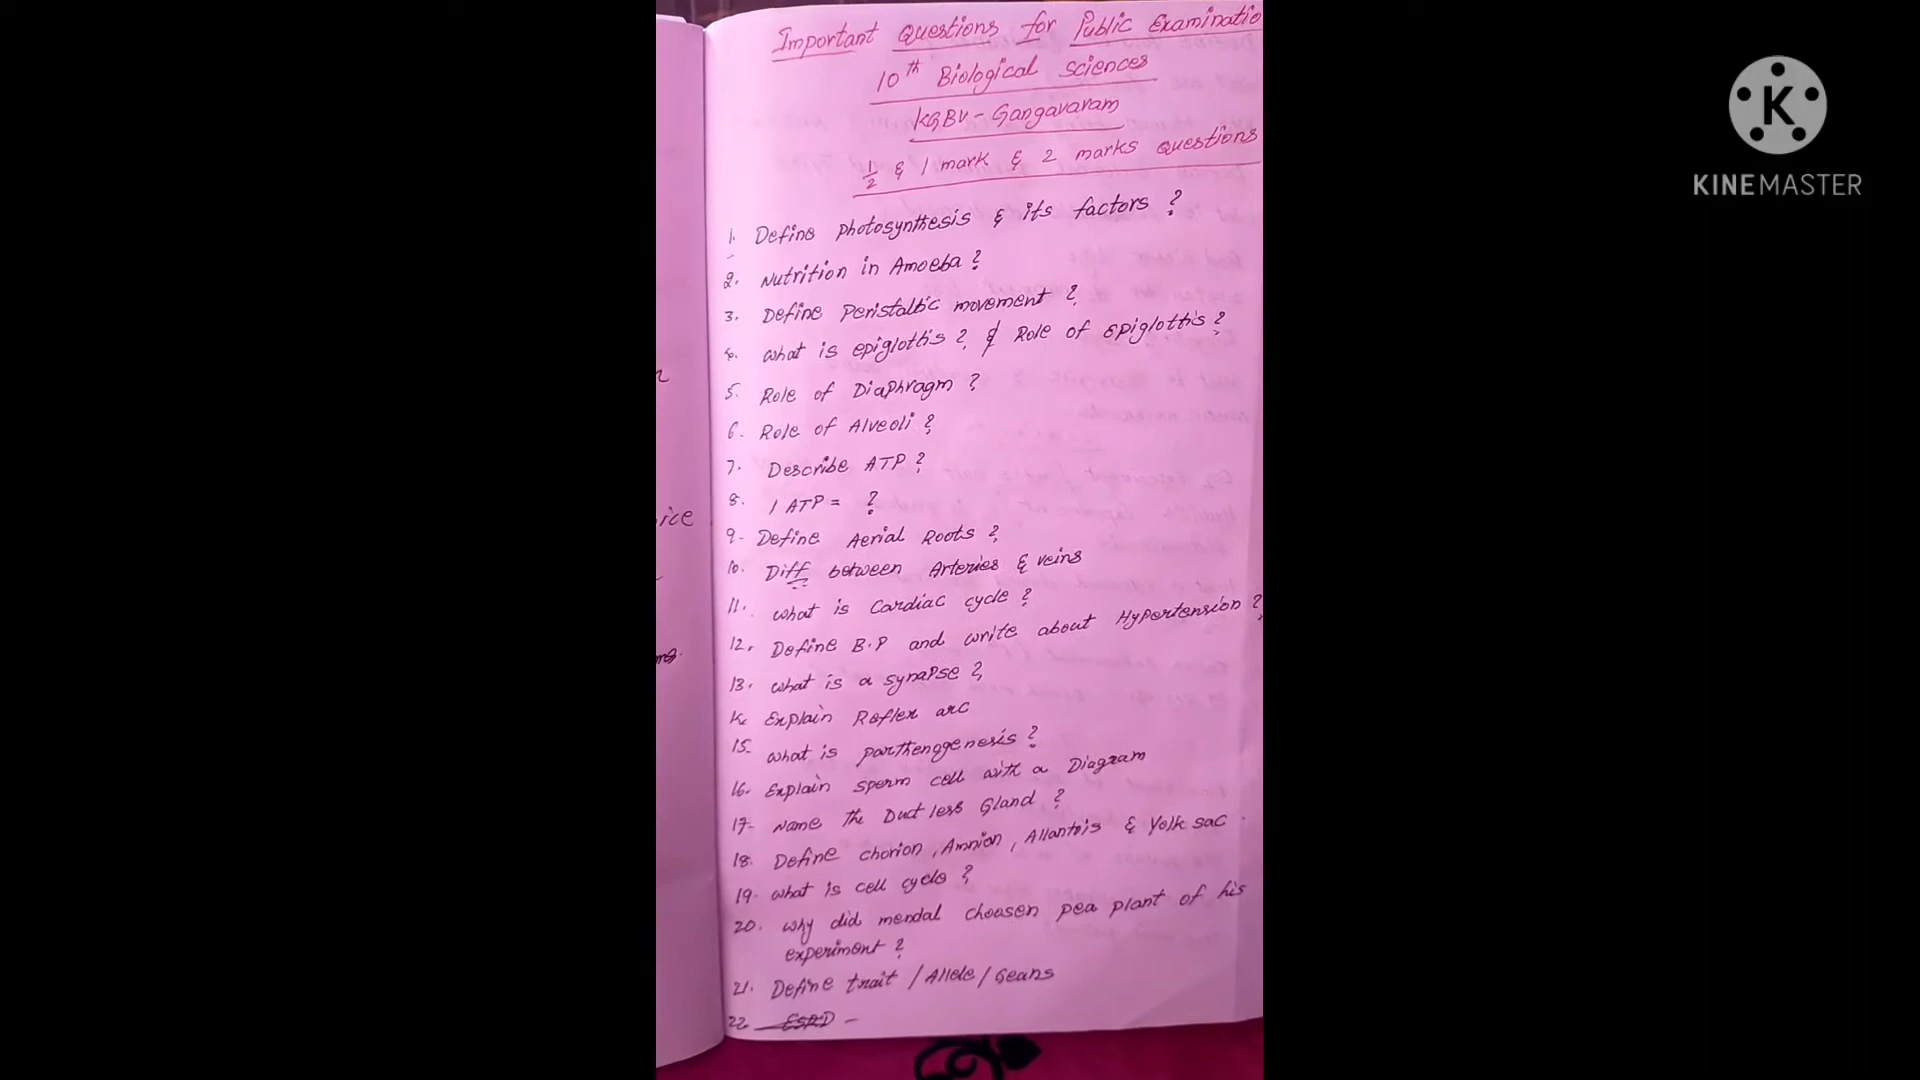 Important Questions for Public Examinatio
10th Biological Sciences
KGBV - Gangavaram
1/2 & 1 mark & 2 marks Questions
1. Define photosynthesis & its factors ?
2. Nutrition in Amoeba ?
3. Define Peristaltic movement ?
4. what is epiglottis ? & Role of epiglottis ?
5. Role of Diaphragm ?
6. Role of Alveoli ?
7. Describe ATP ?
8. 1 ATP = ?
9. Define Aerial Roots ?
10. Diff between Arteries & veins
11. what is Cardiac cycle ?
12. Define B.P and write about Hypertension ?
13. what is a synapse ?
14. Explain Reflex arc
15. what is parthenogenesis ?
16. Explain sperm cell with a Diagram
17. Name the Duct less Gland ?
18. Define chorion, Amnion, Allantois & Yolk sac.
19. what is cell cycle ?
20. why did mendal choosen pea plant of his
experiment ?
21. Define trait / Allele / Geans
22 ESRD -
rice
K
KINEMASTER